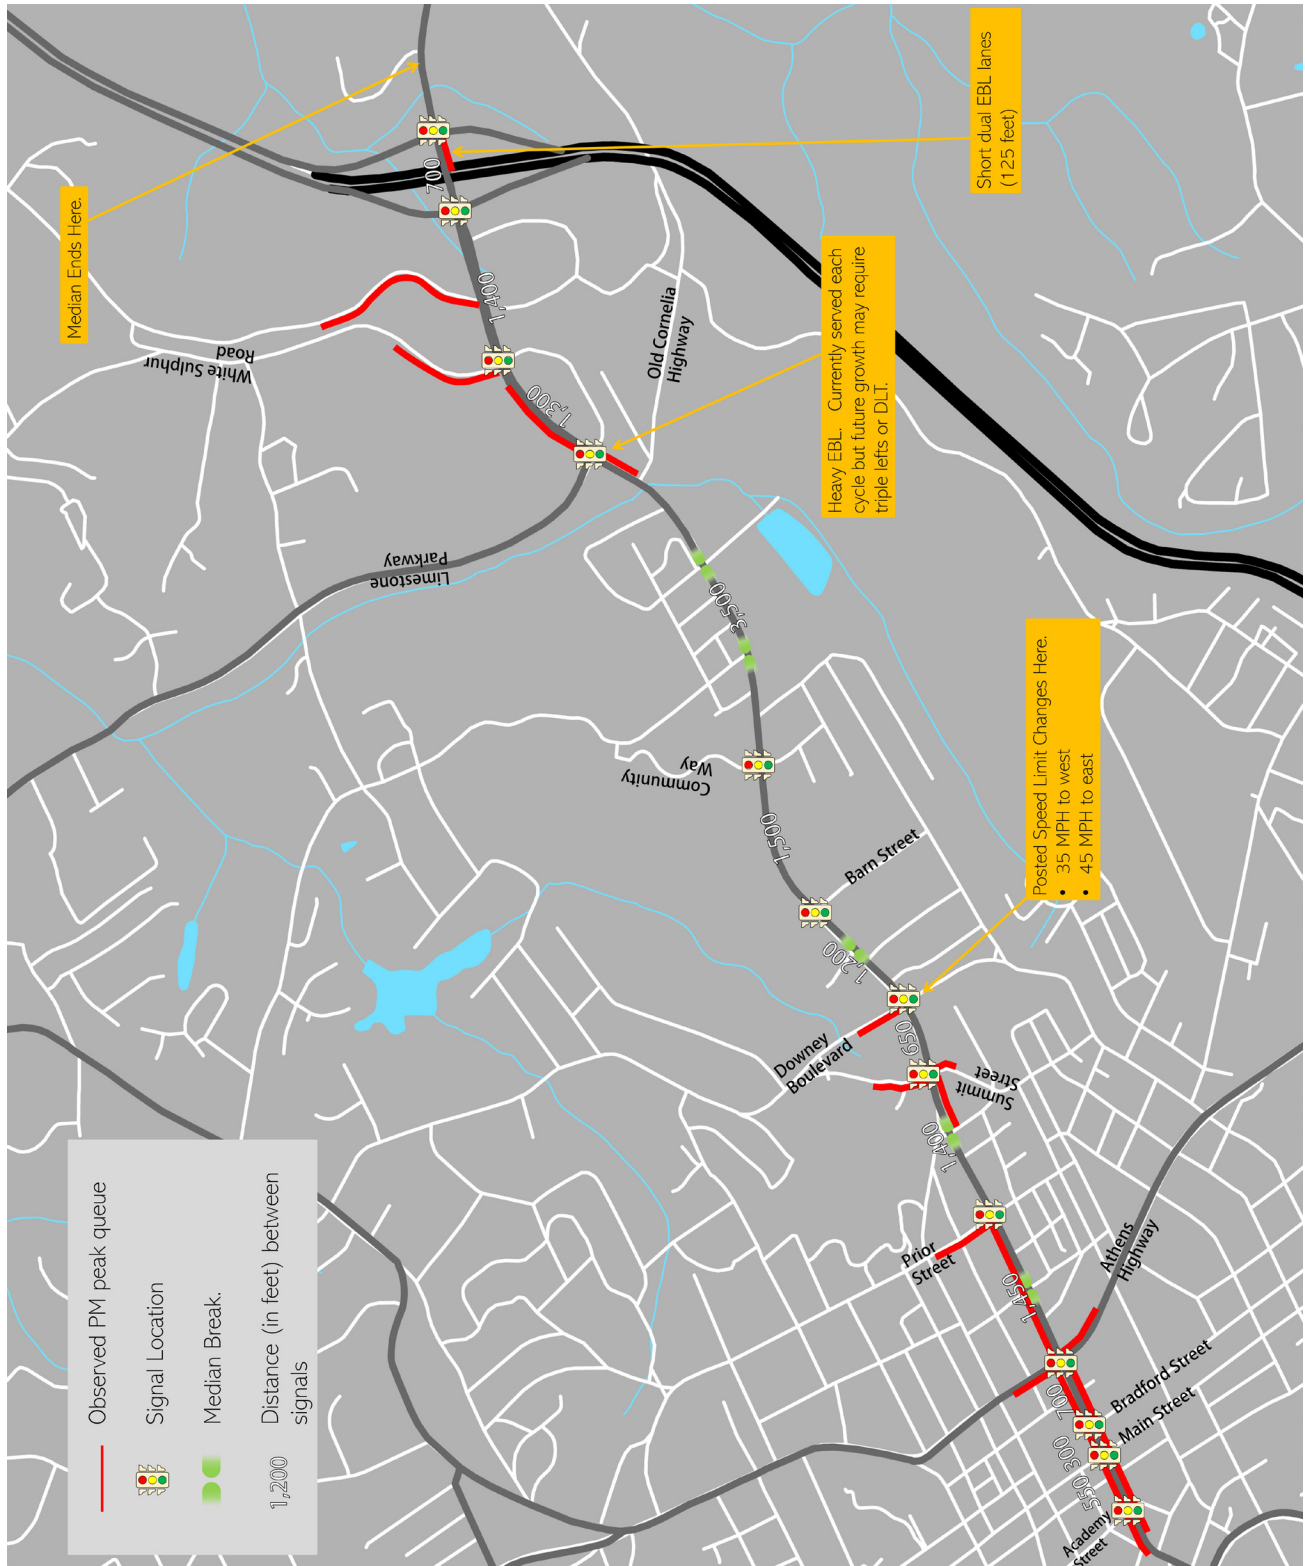 Median Ends Here.
Short dual EBL lanes
(125 feet)
Heavy EBL.   Currently served each
cycle but future growth may require
triple lefts or DLT.
Posted Speed Limit Changes Here.
• 35 MPH to west
• 45 MPH to east
700
1,400
1,300
3,500
1,500
1,200
650
1,400
1,450
700
300
550
White Sulphur
Road
Old Cornelia
Highway
Limestone
Parkway
Community
Way
Barn Street
Downey
Boulevard
Summit
Street
Prior
Street
Athens
Highway
Bradford Street
Main Street
Academy
Street
Observed PM peak queue
Signal Location
Median Break.
1,200
Distance (in feet) between
signals